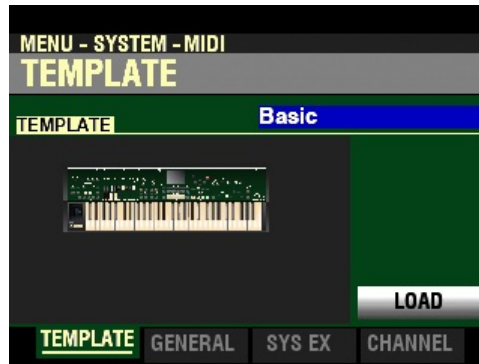 MENU - SYSTEM - MIDI
TEMPLATE
TEMPLATE Basic
LOAD
TEMPLATE GENERAL SYS EX CHANNEL